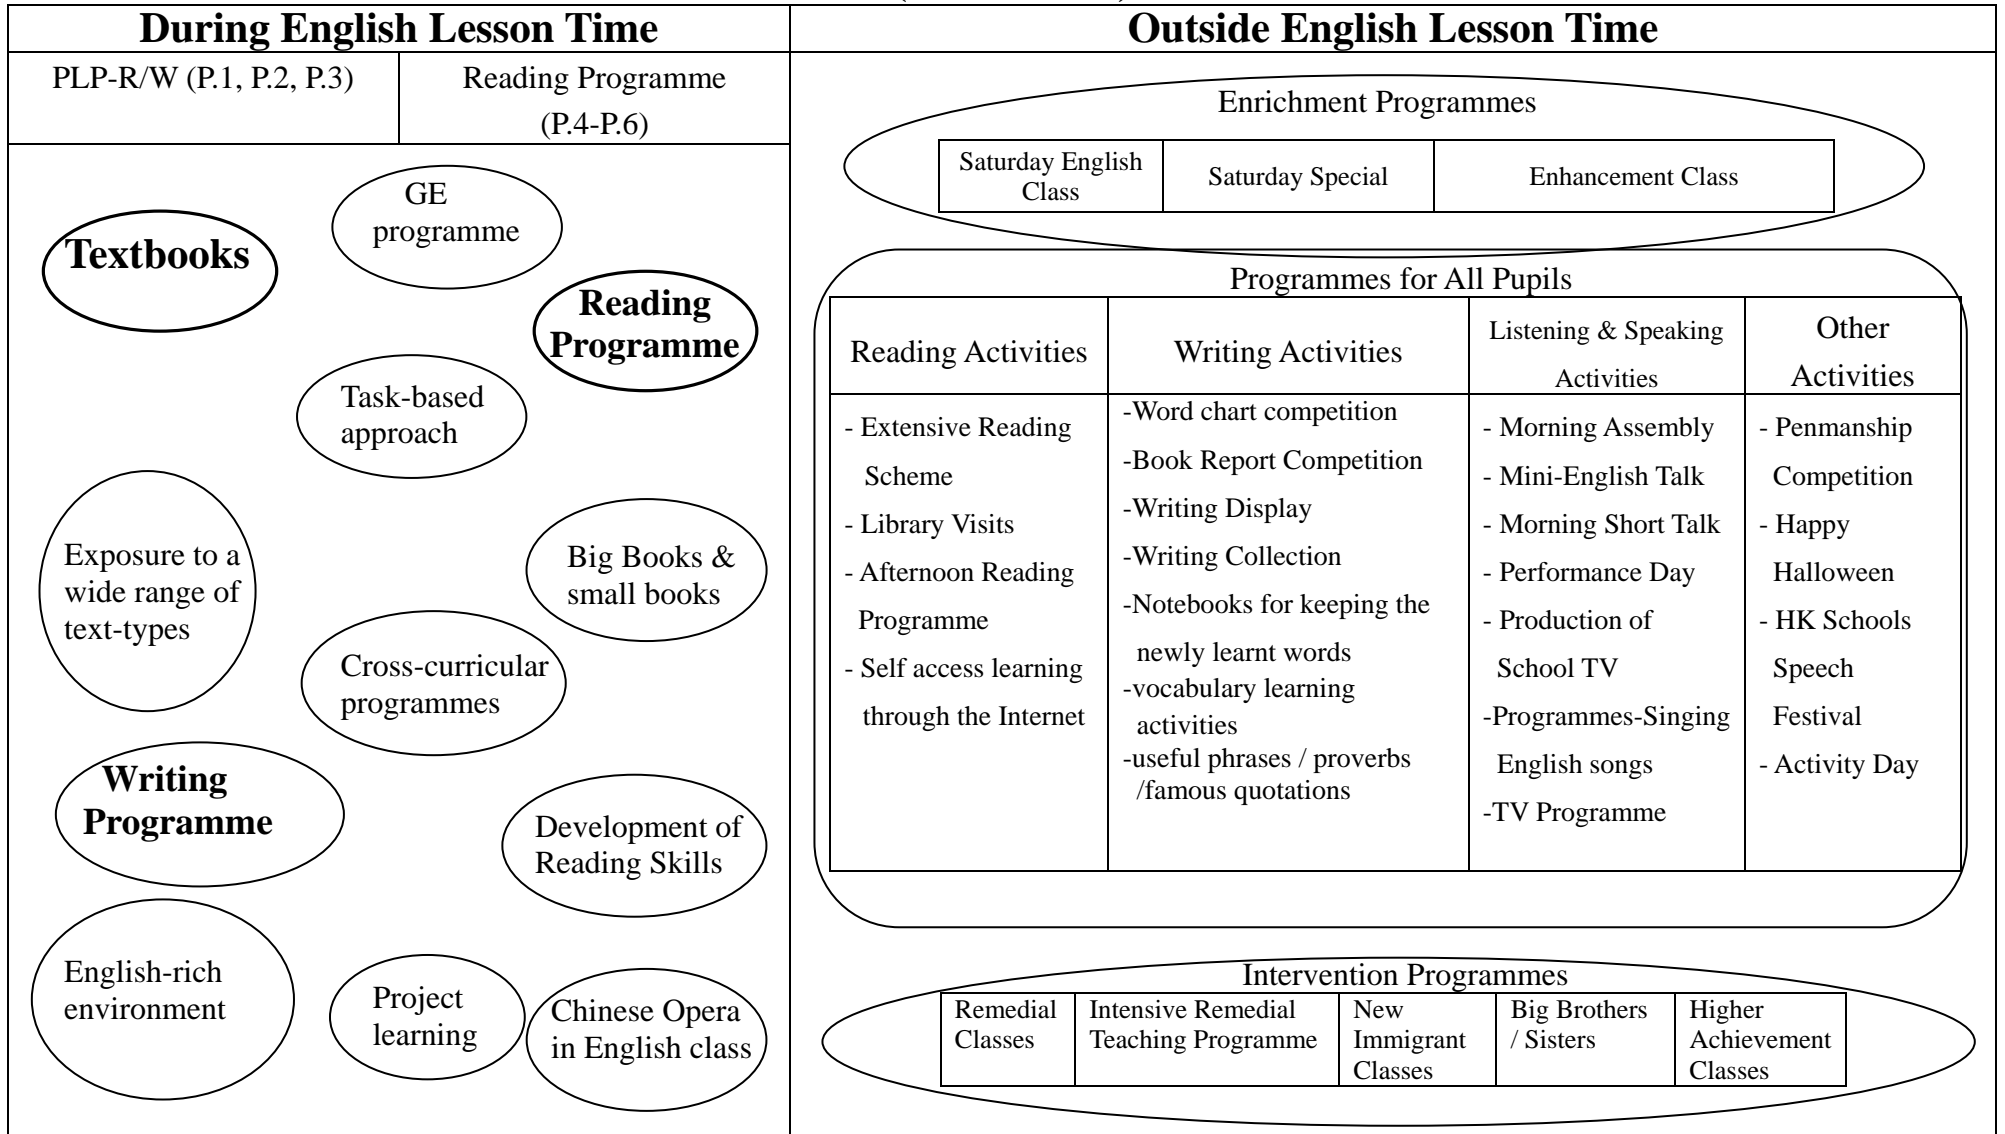 During English Lesson Time
Outside English Lesson Time
PLP-R/W (P.1, P.2, P.3)
Reading Programme
(P.4-P.6)
GE
programme
Textbooks
Reading
Programme
Task-based
approach
Exposure to a
wide range of
text-types
Big Books &
small books
Cross-curricular
programmes
Writing
Programme
Development of
Reading Skills
English-rich
environment
Project
learning
Chinese Opera
in English class
Enrichment Programmes
Saturday English
Class
Saturday Special
Enhancement Class
Programmes for All Pupils
Reading Activities
Writing Activities
Listening & Speaking
Activities
Other
Activities
- Extensive Reading
Scheme
- Library Visits
- Afternoon Reading
Programme
- Self access learning
through the Internet
-Word chart competition
-Book Report Competition
-Writing Display
-Writing Collection
-Notebooks for keeping the
newly learnt words
-vocabulary learning
activities
-useful phrases / proverbs
/famous quotations
- Morning Assembly
- Mini-English Talk
- Morning Short Talk
- Performance Day
- Production of
School TV
-Programmes-Singing
English songs
-TV Programme
- Penmanship
Competition
- Happy
Halloween
- HK Schools
Speech
Festival
- Activity Day
Intervention Programmes
Remedial
Classes
Intensive Remedial
Teaching Programme
New
Immigrant
Classes
Big Brothers
/ Sisters
Higher
Achievement
Classes